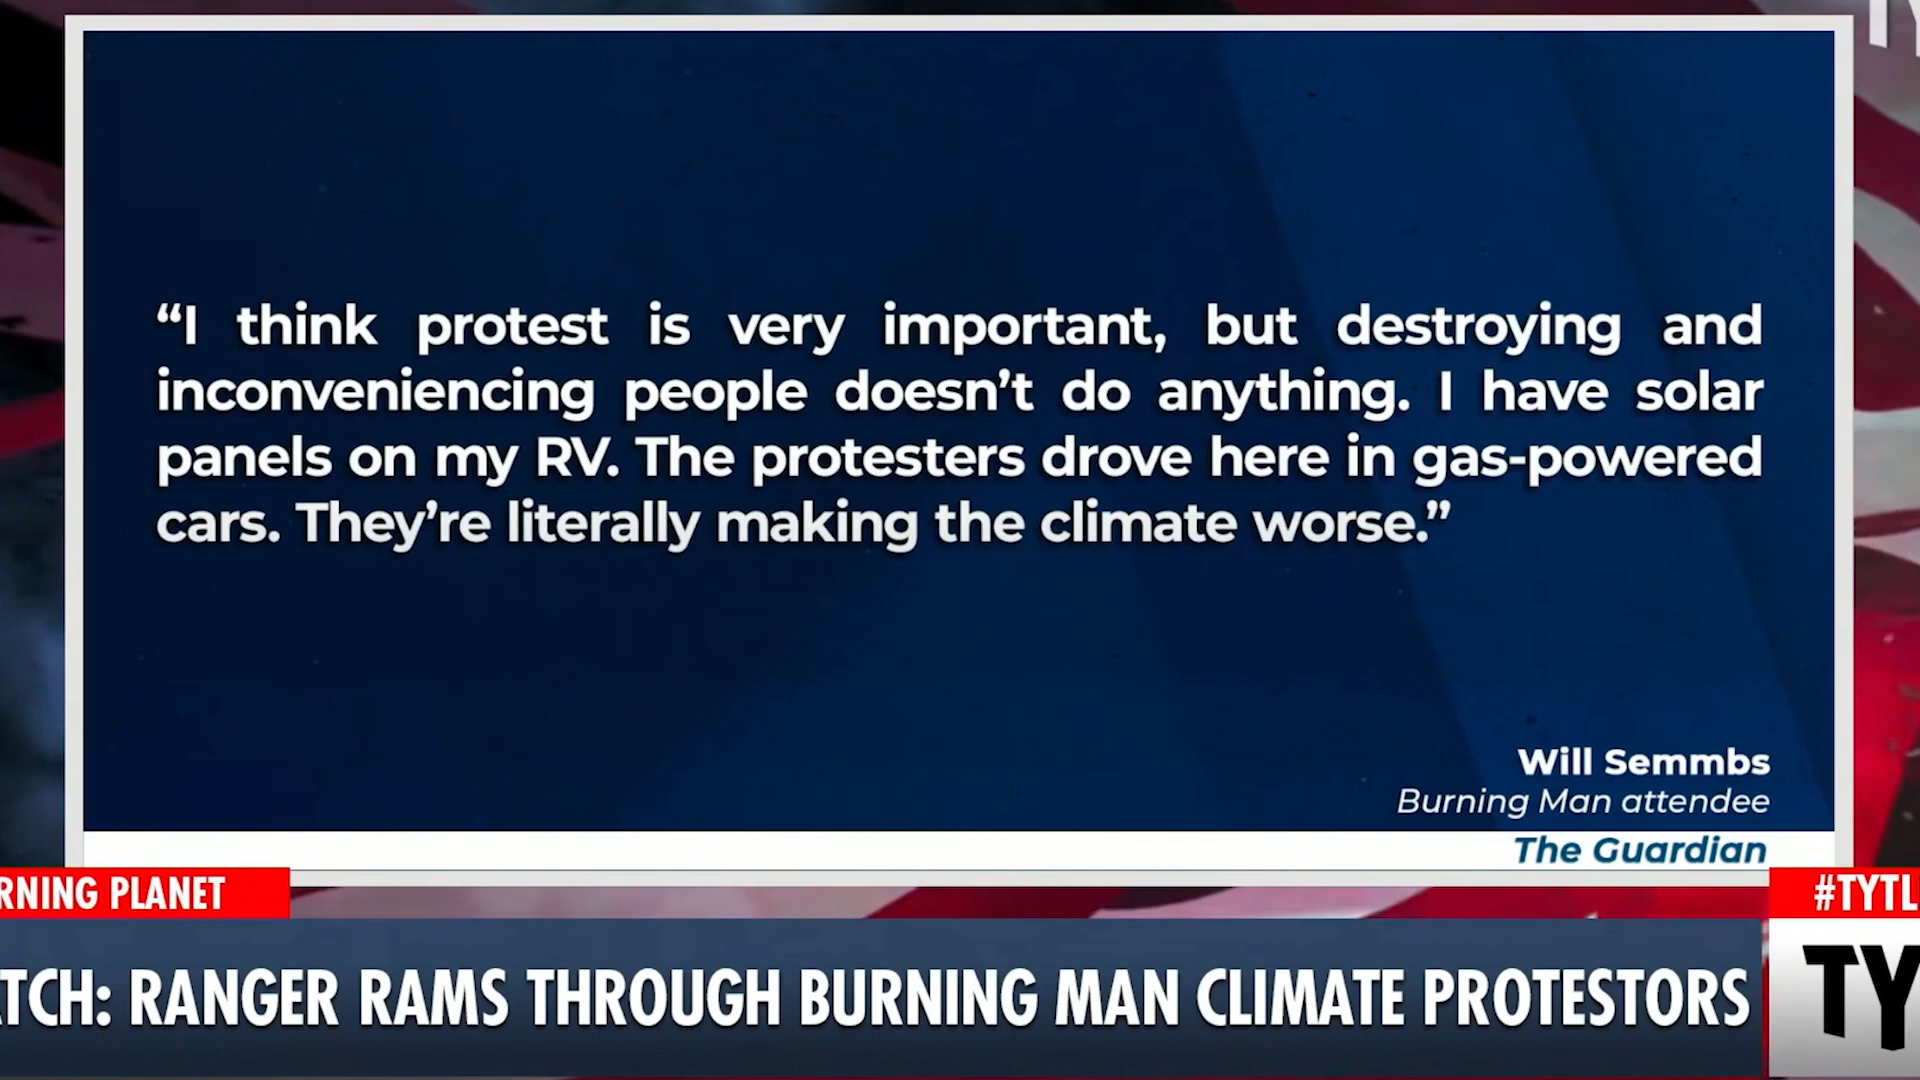 “I think protest is very important, but destroying and
inconveniencing people doesn’t do anything. I have solar
panels on my RV. The protesters drove here in gas-powered
cars. They’re literally making the climate worse.”
Will Semmbs
Burning Man attendee
The Guardian
RNING PLANET
#TYTL
TCH: RANGER RAMS THROUGH BURNING MAN CLIMATE PROTESTORS
TY